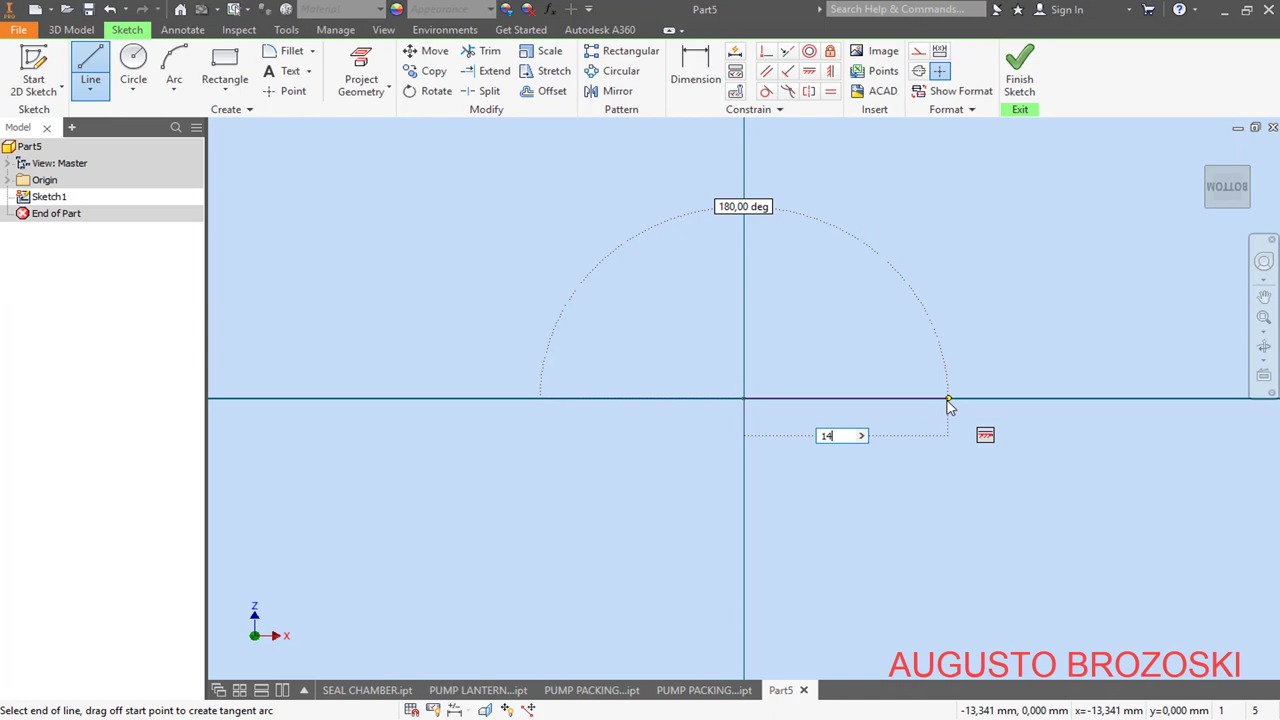 Material
Appearance
Part5
Search Help & Commands...
Sign In
File
3D Model
Sketch
Annotate
Inspect
Tools
Manage
View
Environments
Get Started
Autodesk A360
Start
2D Sketch
Line
Circle
Arc
Rectangle
Fillet
Text
Point
Project
Geometry
Move
Copy
Rotate
Trim
Extend
Split
Scale
Stretch
Offset
Rectangular
Circular
Mirror
Dimension
Image
Points
ACAD
Show Format
Finish
Sketch
Sketch
Create
Modify
Pattern
Constrain
Insert
Format
Exit
Model
Part5
View: Master
Origin
Sketch1
End of Part
BOTTOM
180,00 deg
14
Z
X
AUGUSTO BROZOSKI
SEAL CHAMBER.ipt
PUMP LANTERN...ipt
PUMP PACKING...ipt
PUMP PACKING...ipt
Part5
Select end of line, drag off start point to create tangent arc
-13,341 mm, 0,000 mm
x=-13,341 mm
y=0,000 mm
1
5